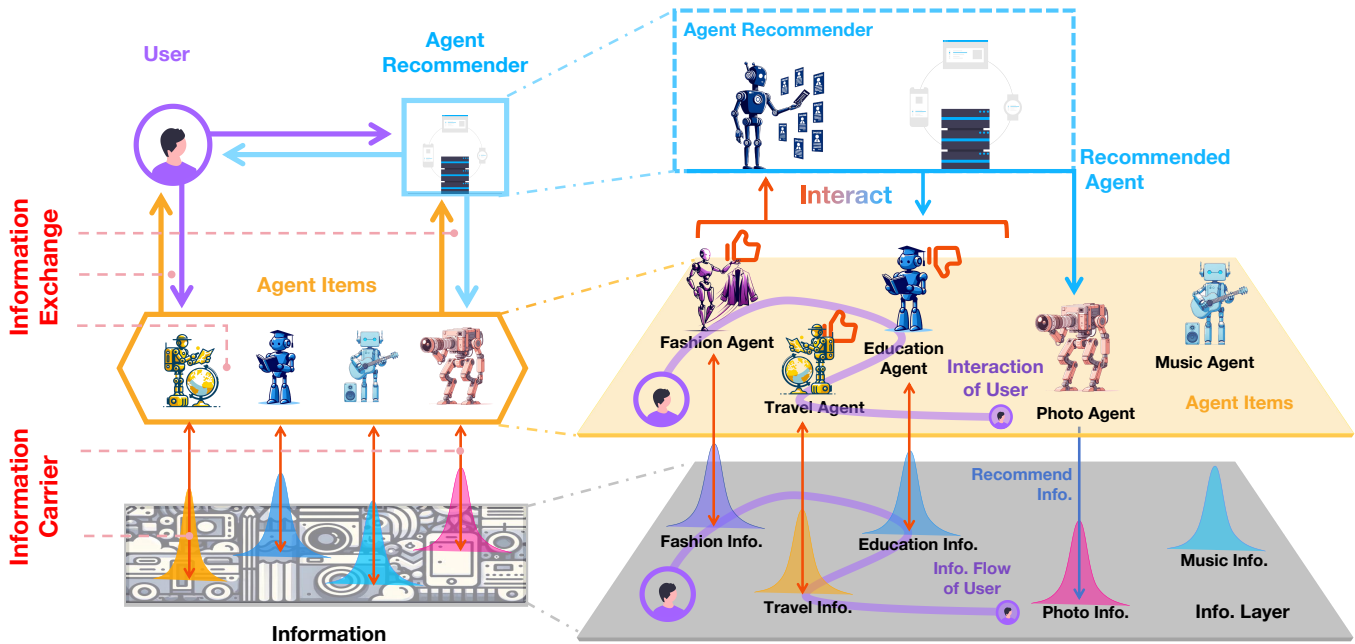 User
Agent
Recommender
Information
Exchange
Agent Items
Information
Carrier
Information
Agent Recommender
Recommended
Agent
Interact
Fashion Agent
Education
Agent
Travel Agent
Interaction
of User
Photo Agent
Music Agent
Agent Items
Recommend
Info.
Fashion Info.
Education Info.
Info. Flow
of User
Travel Info.
Photo Info.
Music Info.
Info. Layer